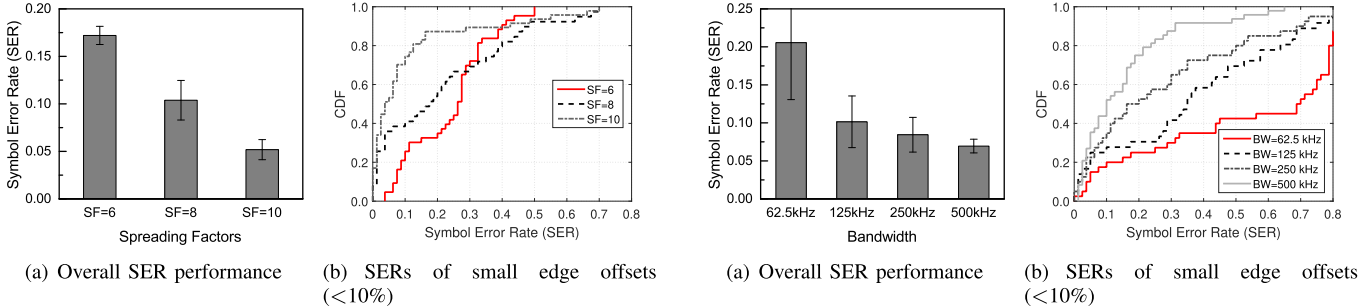 Symbol Error Rate (SER)
0.20
0.15
0.10
0.05
0.00
SF=6 SF=8 SF=10
Spreading Factors
(a) Overall SER performance
CDF
1.0
0.8
0.6
0.4
0.2
0.0
SF=6
SF=8
SF=10
0 0.1 0.2 0.3 0.4 0.5 0.6 0.7 0.8
Symbol Error Rate (SER)
(b) SERs of small edge offsets
(<10%)
Symbol Error Rate (SER)
0.25
0.20
0.15
0.10
0.05
0.00
62.5kHz 125kHz 250kHz 500kHz
Bandwidth
(a) Overall SER performance
CDF
1.0
0.8
0.6
0.4
0.2
0.0
BW=62.5 kHz
BW=125 kHz
BW=250 kHz
BW=500 kHz
0 0.1 0.2 0.3 0.4 0.5 0.6 0.7 0.8
Symbol Error Rate (SER)
(b) SERs of small edge offsets
(<10%)